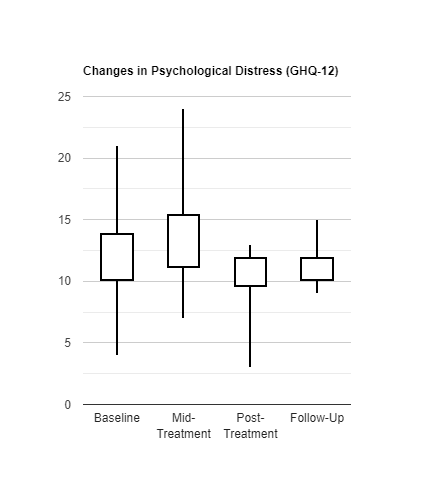 Changes in Psychological Distress (GHQ-12)
25
20
15
10
5
0
Baseline
Mid-
Treatment
Post-
Treatment
Follow-Up